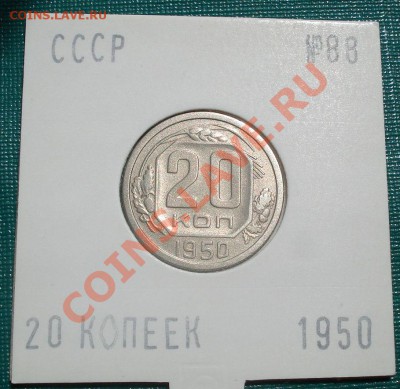 COINS.LAVE.RU
СССР №88
20
КОП
1950
20 КОПЕЕК 1950
COINS.LAVE.RU